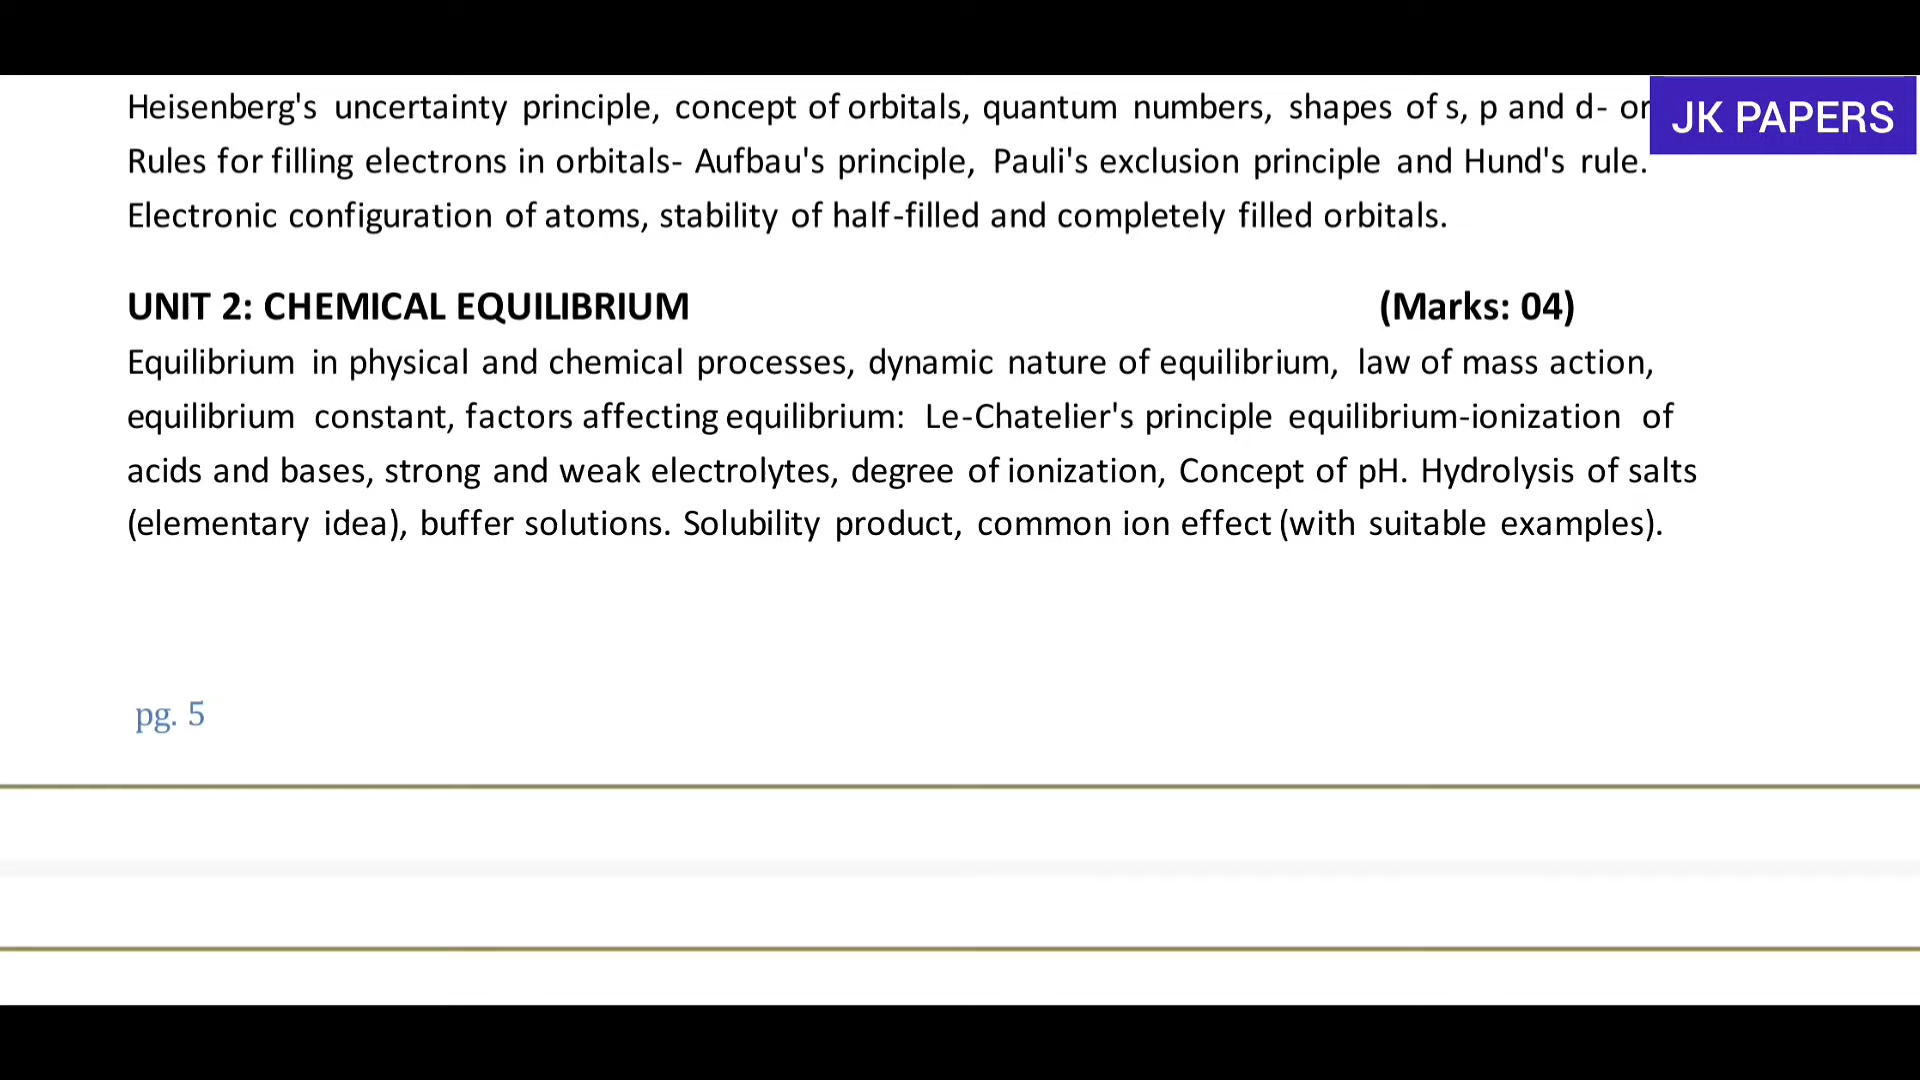 Heisenberg's uncertainty principle, concept of orbitals, quantum numbers, shapes of s, p and d- or
JK PAPERS
Rules for filling electrons in orbitals- Aufbau's principle, Pauli's exclusion principle and Hund's rule.
Electronic configuration of atoms, stability of half-filled and completely filled orbitals.
UNIT 2: CHEMICAL EQUILIBRIUM (Marks: 04)
Equilibrium in physical and chemical processes, dynamic nature of equilibrium, law of mass action,
equilibrium constant, factors affecting equilibrium: Le-Chatelier's principle equilibrium-ionization of
acids and bases, strong and weak electrolytes, degree of ionization, Concept of pH. Hydrolysis of salts
(elementary idea), buffer solutions. Solubility product, common ion effect (with suitable examples).
pg. 5